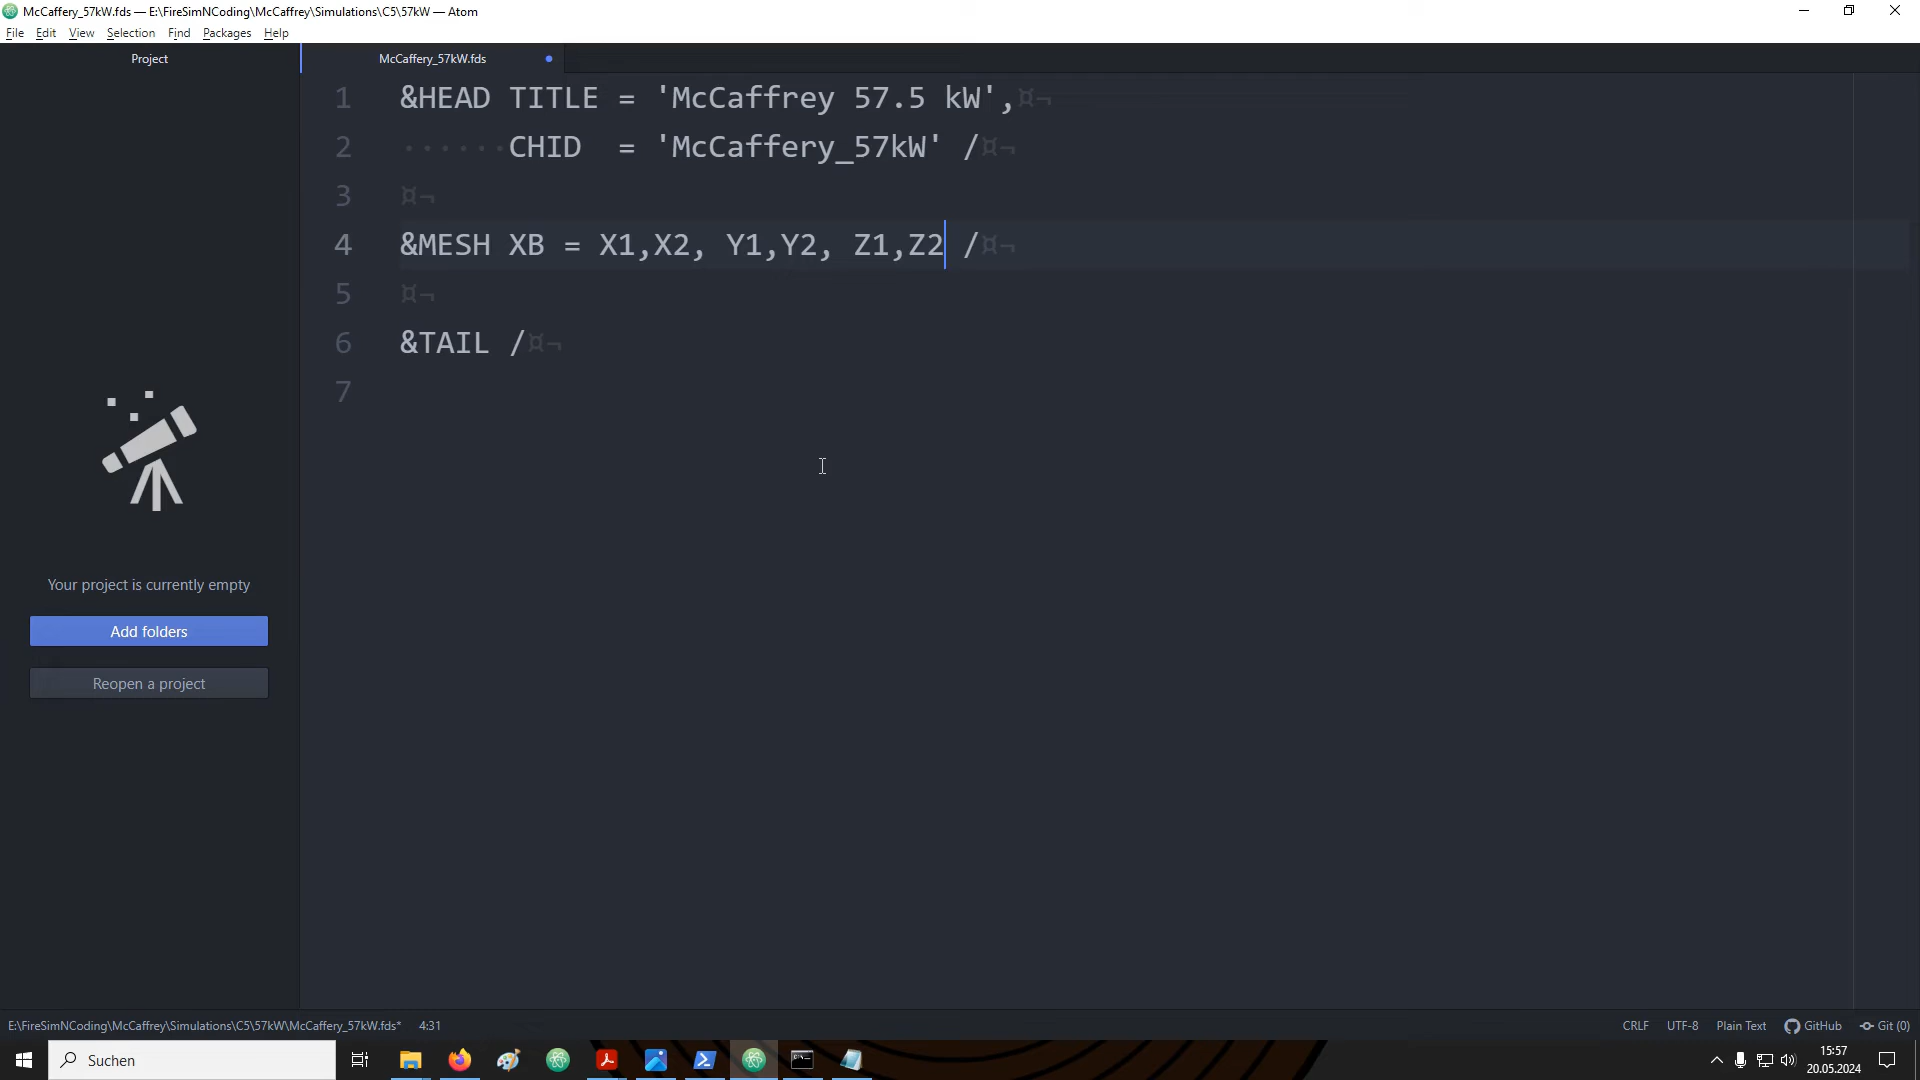 McCaffery_57kW.fds — E:\FireSimNCoding\McCaffrey\Simulations\C5\57kW — Atom
File Edit View Selection Find Packages Help
Project
McCaffery_57kW.fds
1 &HEAD TITLE = 'McCaffrey 57.5 kW',¤¬
2 ······CHID  = 'McCaffery_57kW' /¤¬
3 ¤¬
4 &MESH XB = X1,X2, Y1,Y2, Z1,Z2 /¤¬
5 ¤¬
6 &TAIL /¤¬
7
Your project is currently empty
Add folders
Reopen a project
E:\FireSimNCoding\McCaffrey\Simulations\C5\57kW\McCaffery_57kW.fds* 4:31 CRLF UTF-8 Plain Text GitHub Git (0)
Suchen
15:57
20.05.2024